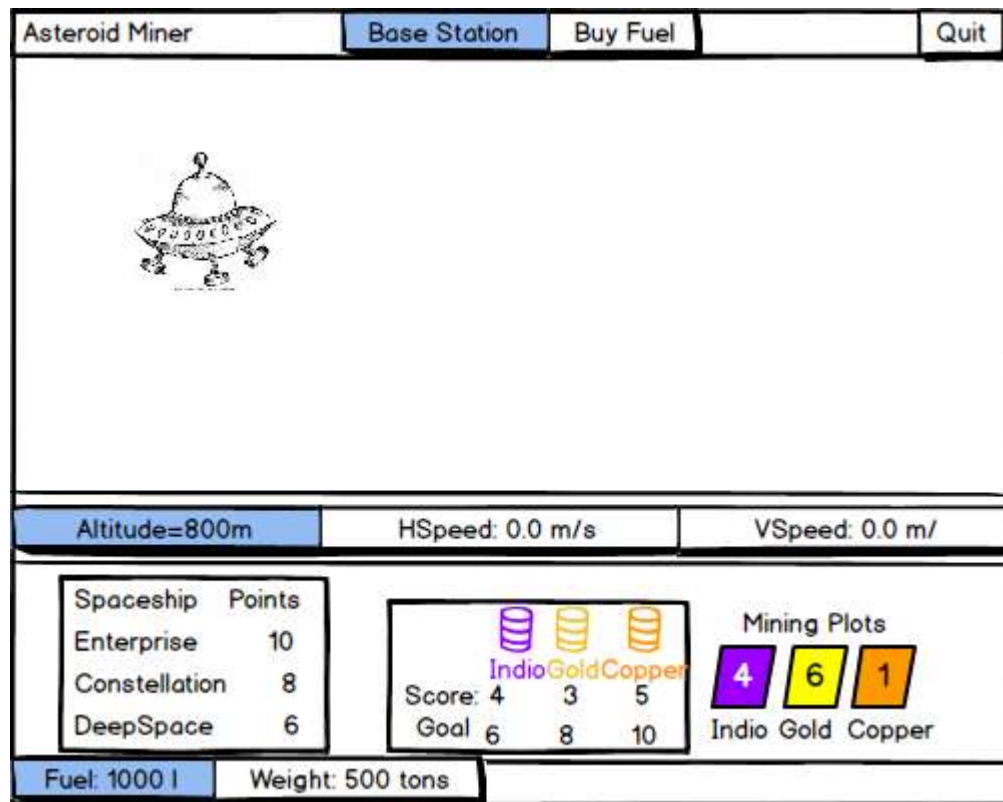 Asteroid Miner Base Station Buy Fuel Quit
Altitude=800m HSpeed: 0.0 m/s VSpeed: 0.0 m/
Spaceship Points
Enterprise 10
Constellation 8
DeepSpace 6
Indio Gold Copper
Score: 4 3 5
Goal 6 8 10
Mining Plots
4 6 1
Indio Gold Copper
Fuel: 1000 l Weight: 500 tons